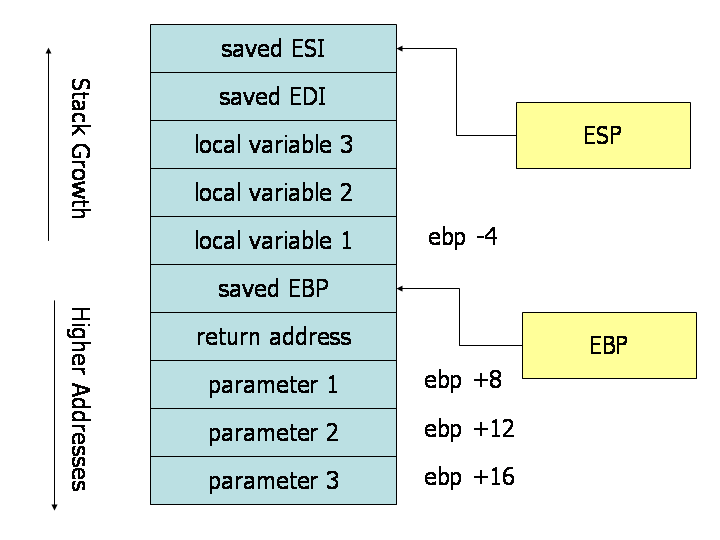 saved ESI
saved EDI
local variable 3
local variable 2
local variable 1
saved EBP
return address
parameter 1
parameter 2
parameter 3
Stack Growth
Higher Addresses
ESP
ebp -4
EBP
ebp +8
ebp +12
ebp +16